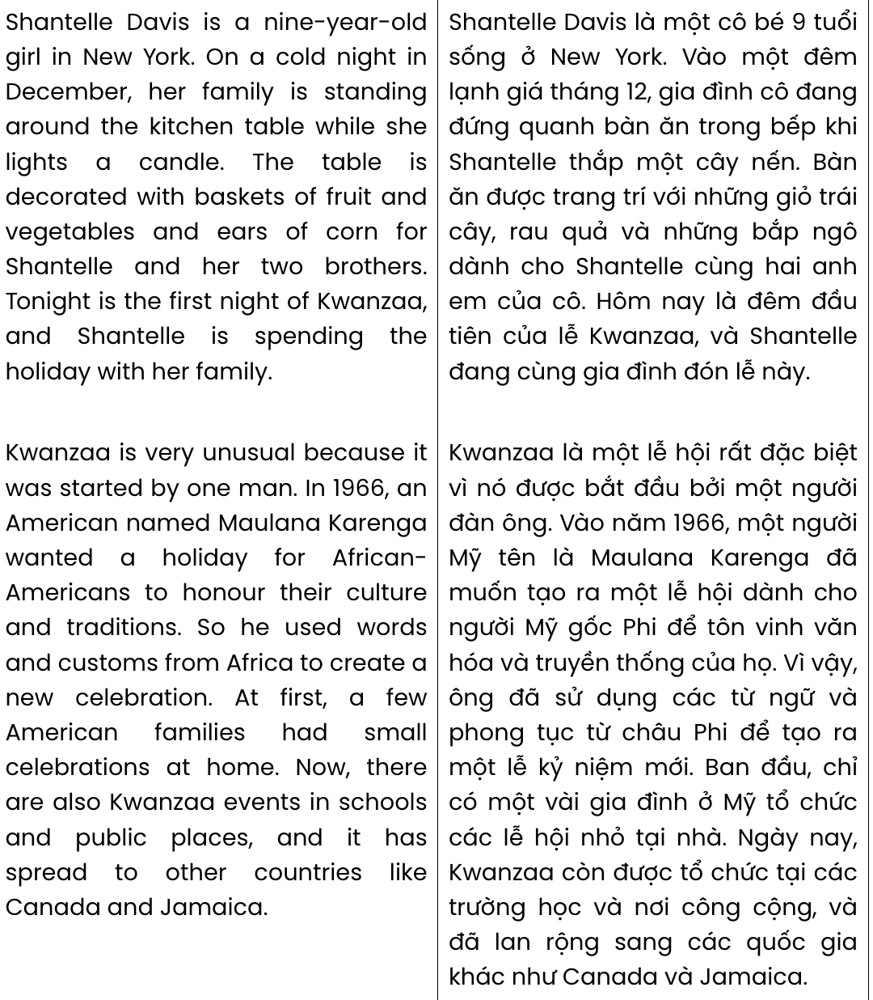 Shantelle Davis is a nine-year-old
girl in New York. On a cold night in
December, her family is standing
around the kitchen table while she
lights a candle. The table is
decorated with baskets of fruit and
vegetables and ears of corn for
Shantelle and her two brothers.
Tonight is the first night of Kwanzaa,
and Shantelle is spending the
holiday with her family.
Kwanzaa is very unusual because it
was started by one man. In 1966, an
American named Maulana Karenga
wanted a holiday for African-
Americans to honour their culture
and traditions. So he used words
and customs from Africa to create a
new celebration. At first, a few
American families had small
celebrations at home. Now, there
are also Kwanzaa events in schools
and public places, and it has
spread to other countries like
Canada and Jamaica.
Shantelle Davis là một cô bé 9 tuổi
sống ở New York. Vào một đêm
lạnh giá tháng 12, gia đình cô đang
đứng quanh bàn ăn trong bếp khi
Shantelle thắp một cây nến. Bàn
ăn được trang trí với những giỏ trái
cây, rau quả và những bắp ngô
dành cho Shantelle cùng hai anh
em của cô. Hôm nay là đêm đầu
tiên của lễ Kwanzaa, và Shantelle
đang cùng gia đình đón lễ này.
Kwanzaa là một lễ hội rất đặc biệt
vì nó được bắt đầu bởi một người
đàn ông. Vào năm 1966, một người
Mỹ tên là Maulana Karenga đã
muốn tạo ra một lễ hội dành cho
người Mỹ gốc Phi để tôn vinh văn
hóa và truyền thống của họ. Vì vậy,
ông đã sử dụng các từ ngữ và
phong tục từ châu Phi để tạo ra
một lễ kỷ niệm mới. Ban đầu, chỉ
có một vài gia đình ở Mỹ tổ chức
các lễ hội nhỏ tại nhà. Ngày nay,
Kwanzaa còn được tổ chức tại các
trường học và nơi công cộng, và
đã lan rộng sang các quốc gia
khác như Canada và Jamaica.